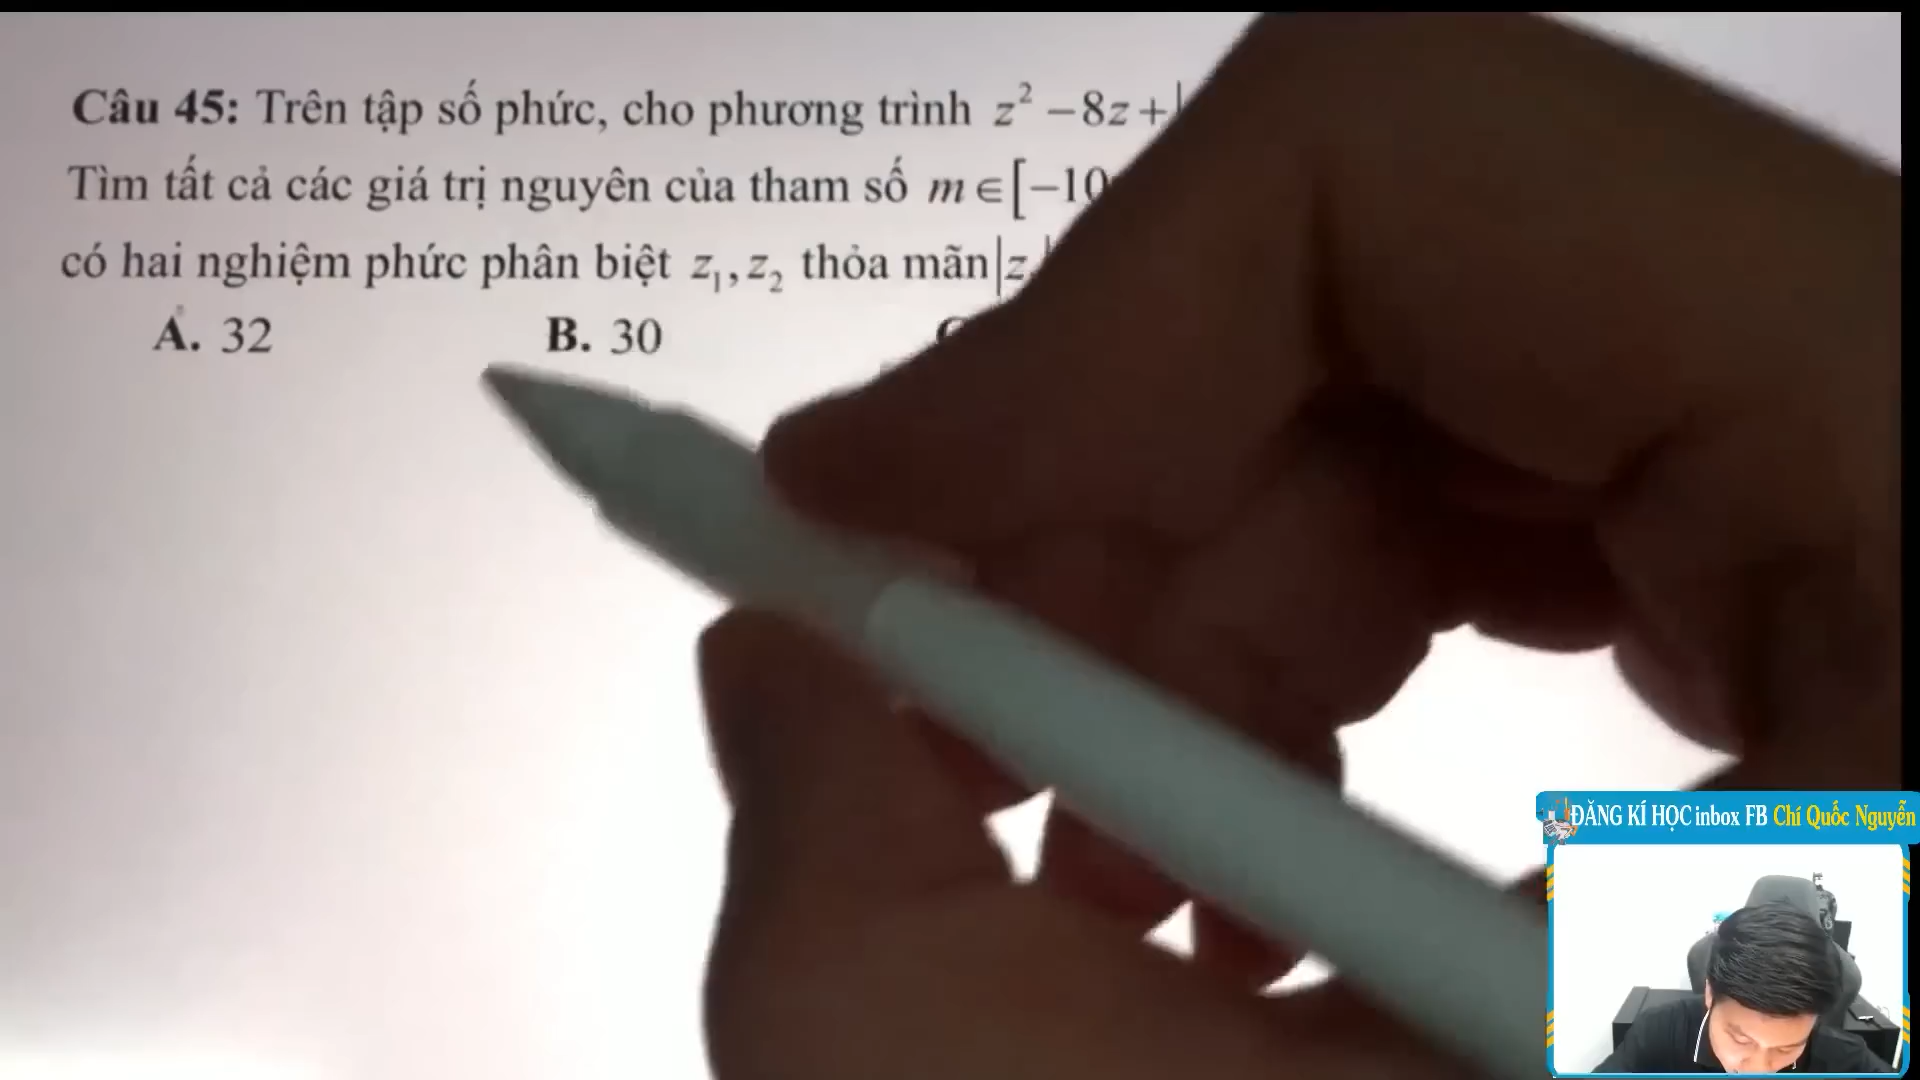 Câu 45: Trên tập số phức, cho phương trình z² − 8z + |
Tìm tất cả các giá trị nguyên của tham số m ∈ [−10
có hai nghiệm phức phân biệt z₁, z₂ thỏa mãn |z
A. 32 B. 30
ĐĂNG KÍ HỌC inbox FB Chí Quốc Nguyễn